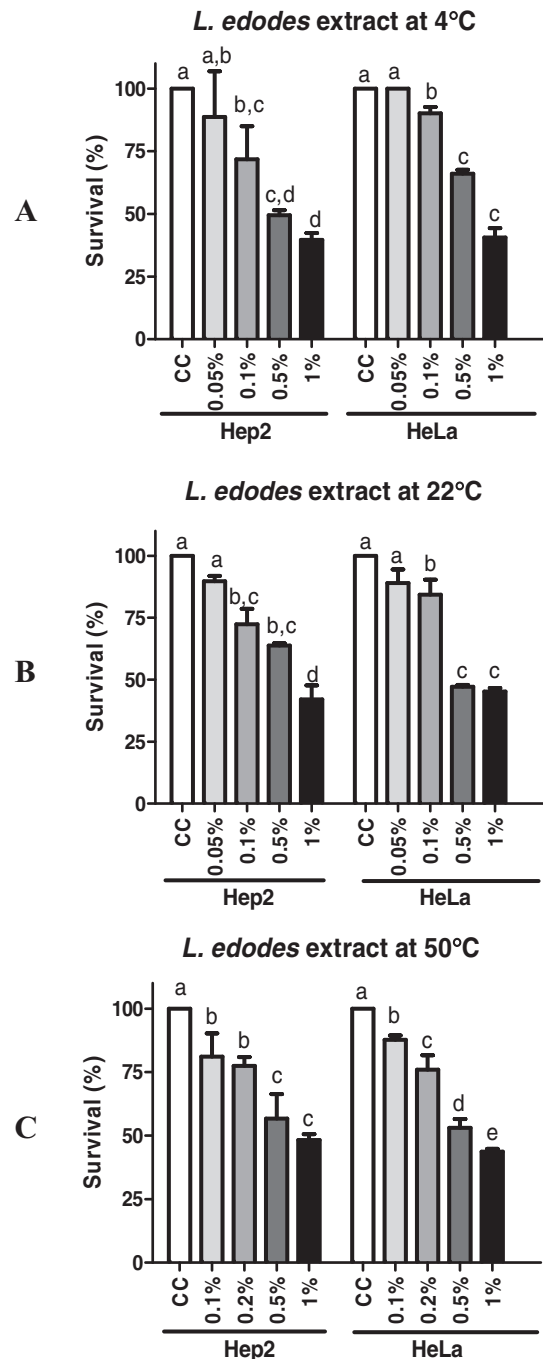 L. edodes extract at 4°C
A
Survival (%)
100
75
50
25
0
a a,b b,c c,d d a a b c c
CC 0.05% 0.1% 0.5% 1% CC 0.05% 0.1% 0.5% 1%
Hep2 HeLa
L. edodes extract at 22°C
B
Survival (%)
100
75
50
25
0
a a b,c b,c d a a b c c
CC 0.05% 0.1% 0.5% 1% CC 0.05% 0.1% 0.5% 1%
Hep2 HeLa
L. edodes extract at 50°C
C
Survival (%)
100
75
50
25
0
a b b c c a b c d e
CC 0.1% 0.2% 0.5% 1% CC 0.1% 0.2% 0.5% 1%
Hep2 HeLa